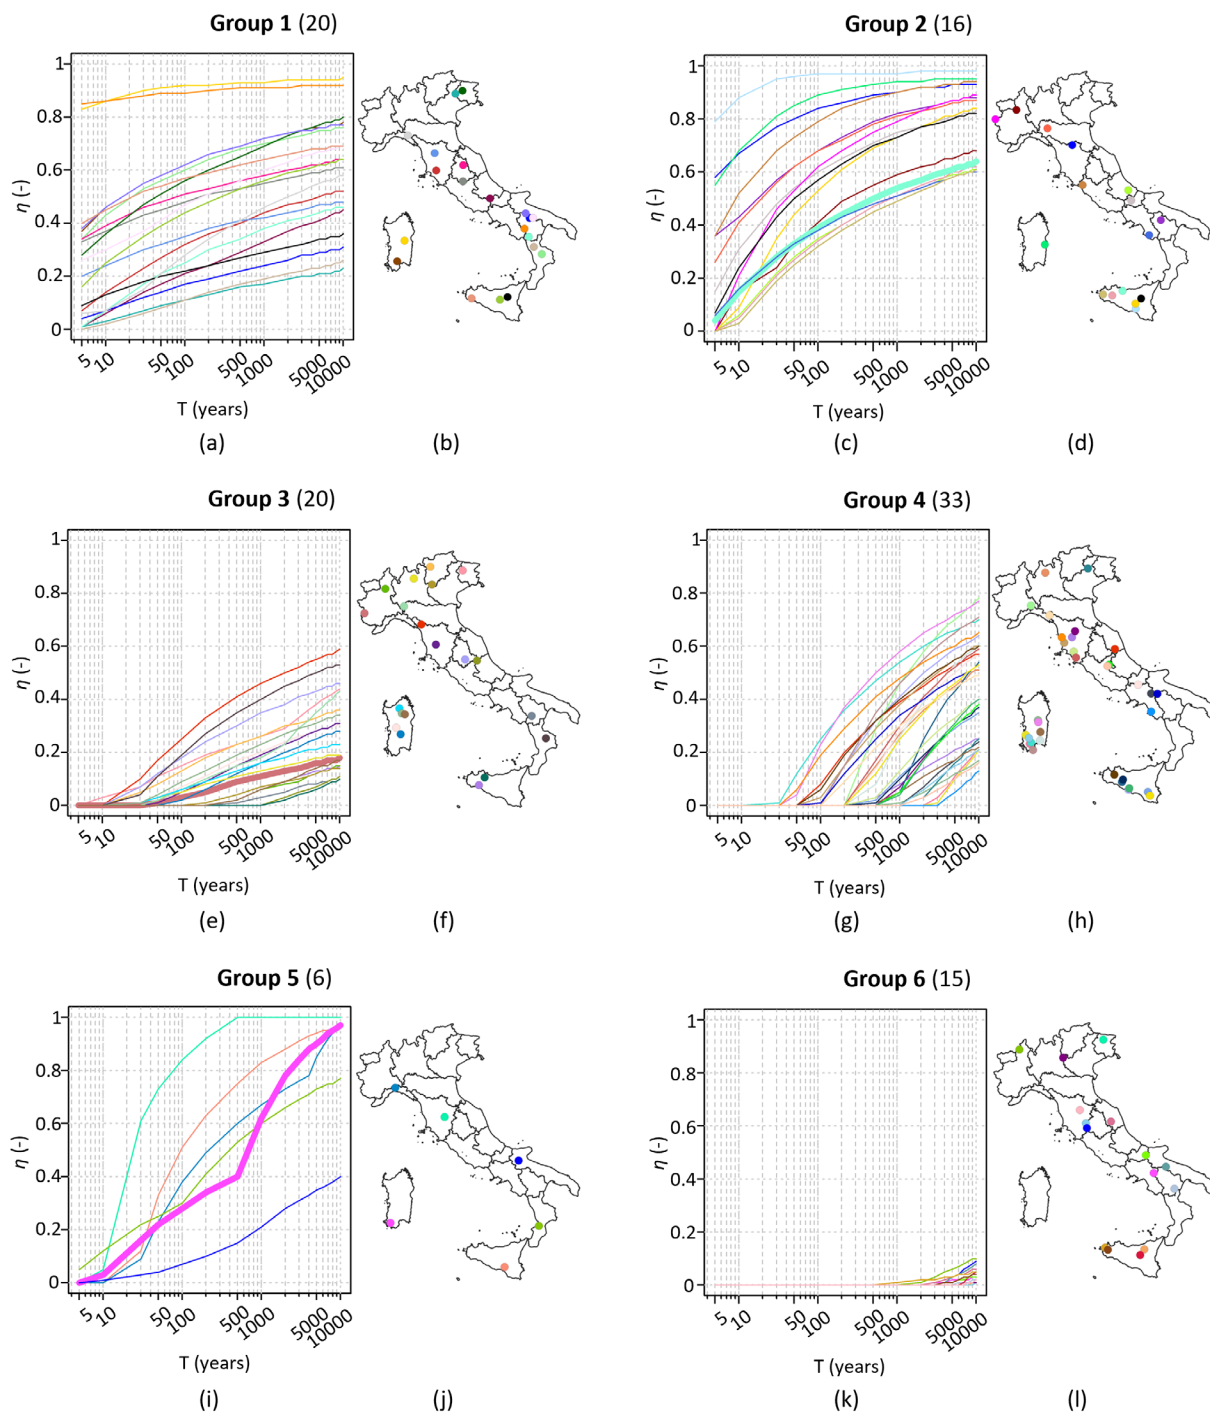 Group 1 (20)
Group 2 (16)
1
0.8
0.6
0.4
0.2
0
η (-)
5
10
50
100
500
1000
5000
10000
T (years)
(a)
(b)
1
0.8
0.6
0.4
0.2
0
η (-)
5
10
50
100
500
1000
5000
10000
T (years)
(c)
(d)
Group 3 (20)
Group 4 (33)
1
0.8
0.6
0.4
0.2
0
η (-)
5
10
50
100
500
1000
5000
10000
T (years)
(e)
(f)
1
0.8
0.6
0.4
0.2
0
η (-)
5
10
50
100
500
1000
5000
10000
T (years)
(g)
(h)
Group 5 (6)
Group 6 (15)
1
0.8
0.6
0.4
0.2
0
η (-)
5
10
50
100
500
1000
5000
10000
T (years)
(i)
(j)
1
0.8
0.6
0.4
0.2
0
η (-)
5
10
50
100
500
1000
5000
10000
T (years)
(k)
(l)